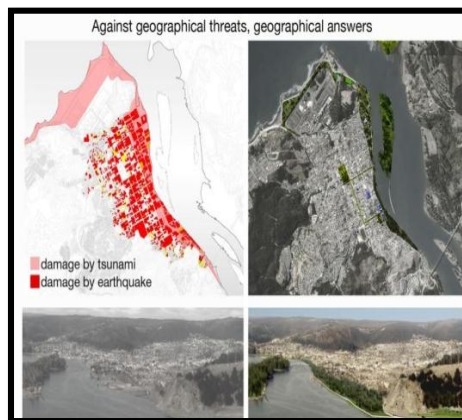 Against geographical threats, geographical answers
damage by tsunami
damage by earthquake